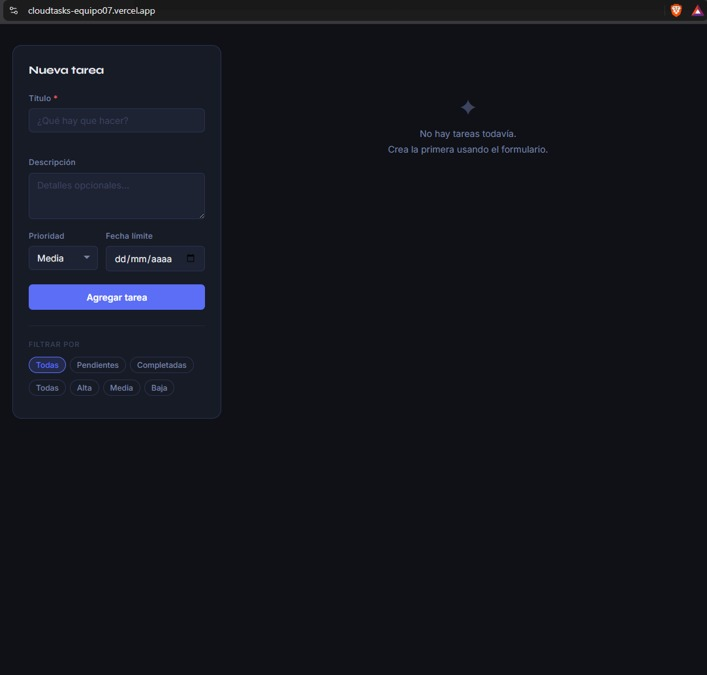 cloudtasks-equipo07.vercel.app
Nueva tarea
Título *
¿Qué hay que hacer?
Descripción
Detalles opcionales...
Prioridad Fecha límite
Media dd/mm/aaaa
Agregar tarea
FILTRAR POR
Todas Pendientes Completadas
Todas Alta Media Baja
No hay tareas todavía.
Crea la primera usando el formulario.